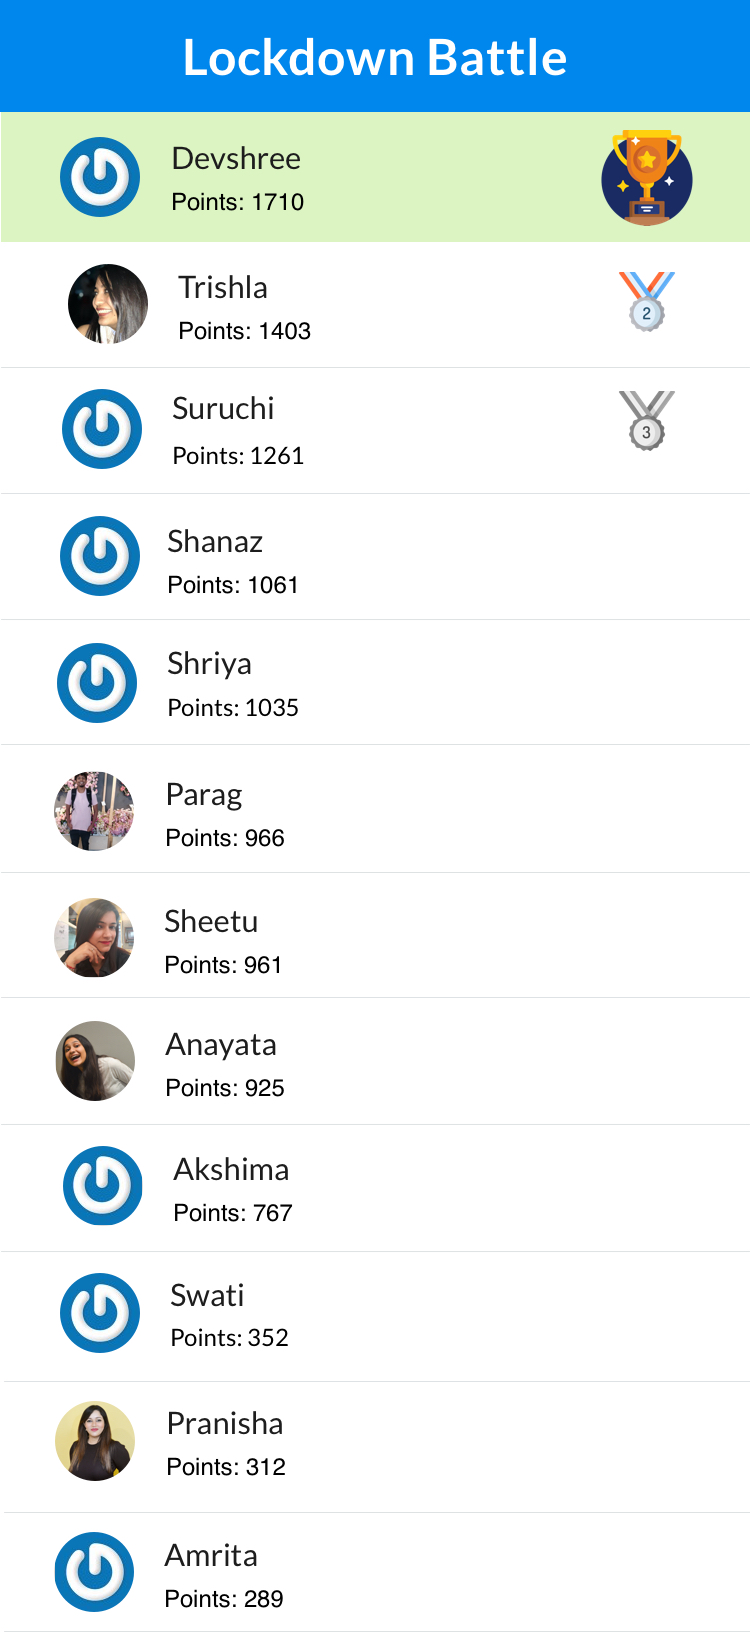 Lockdown Battle
Devshree
Points: 1710
Trishla
Points: 1403
2
Suruchi
Points: 1261
3
Shanaz
Points: 1061
Shriya
Points: 1035
Parag
Points: 966
Sheetu
Points: 961
Anayata
Points: 925
Akshima
Points: 767
Swati
Points: 352
Pranisha
Points: 312
Amrita
Points: 289